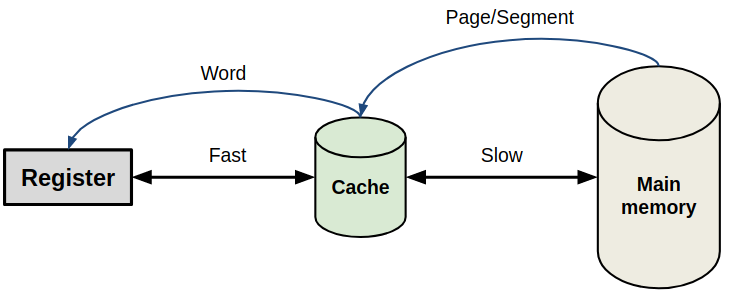 Page/Segment
Word
Fast
Slow
Register
Cache
Main
memory